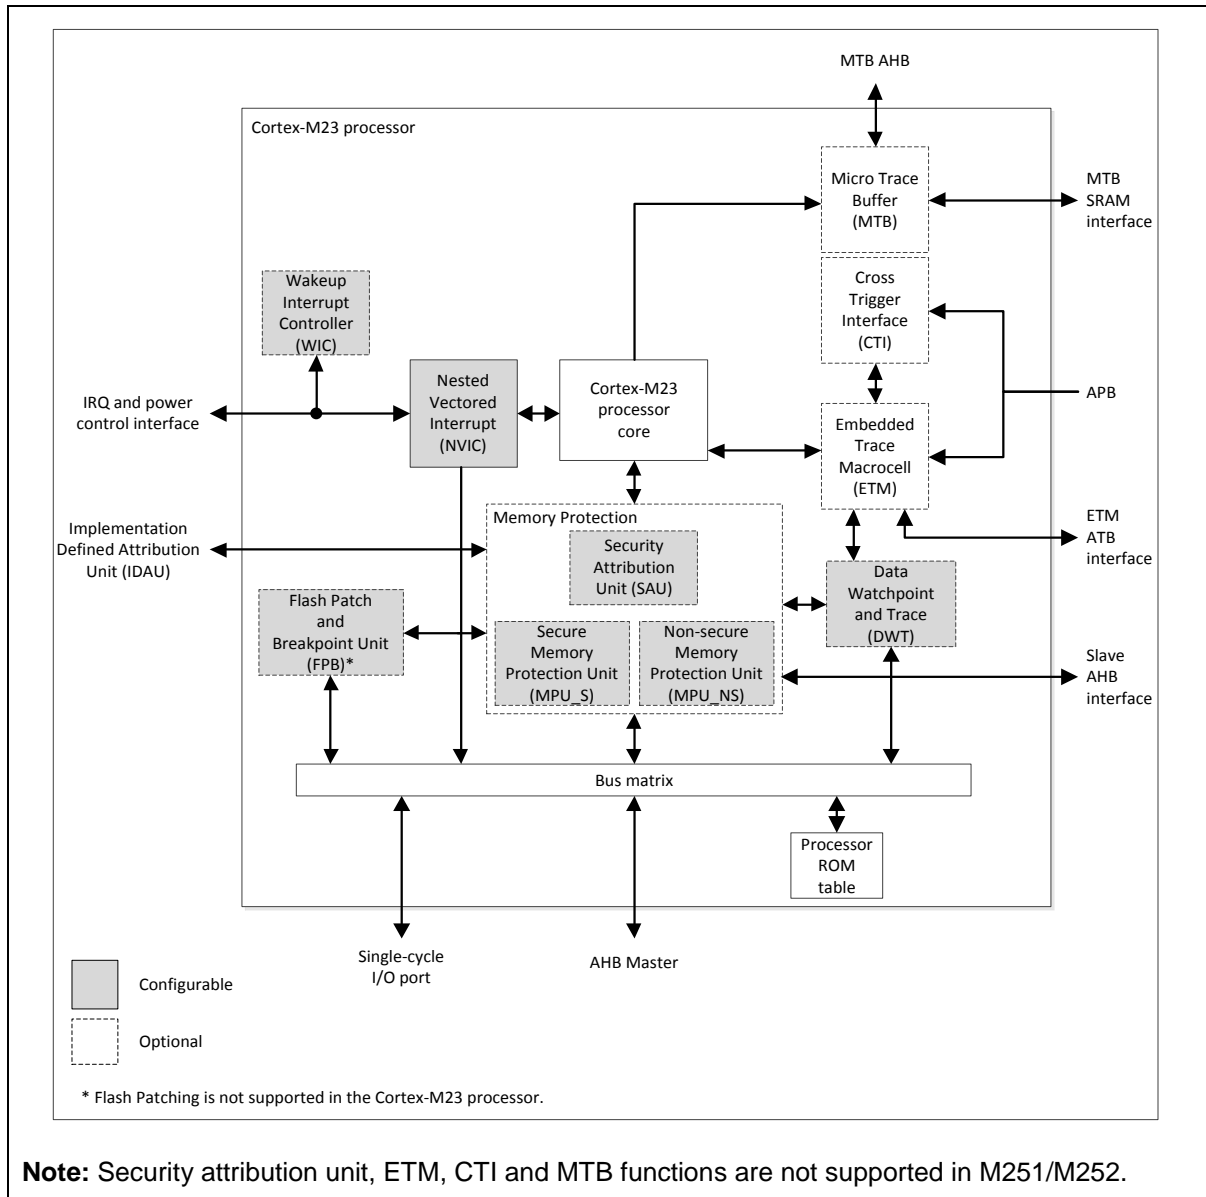 MTB AHB
Cortex-M23 processor
Micro Trace
Buffer
(MTB)
MTB
SRAM
interface
Wakeup
Interrupt
Controller
(WIC)
Cross
Trigger
Interface
(CTI)
IRQ and power
control interface
Nested
Vectored
Interrupt
(NVIC)
Cortex-M23
processor
core
APB
Embedded
Trace
Macrocell
(ETM)
Implementation
Defined Attribution
Unit (IDAU)
Memory Protection
Security
Attribution
Unit (SAU)
ETM
ATB
interface
Flash Patch
and
Breakpoint Unit
(FPB)*
Secure
Memory
Protection Unit
(MPU_S)
Non-secure
Memory
Protection Unit
(MPU_NS)
Data
Watchpoint
and Trace
(DWT)
Slave
AHB
interface
Bus matrix
Processor
ROM
table
Single-cycle
I/O port
AHB Master
Configurable
Optional
* Flash Patching is not supported in the Cortex-M23 processor.
Note: Security attribution unit, ETM, CTI and MTB functions are not supported in M251/M252.